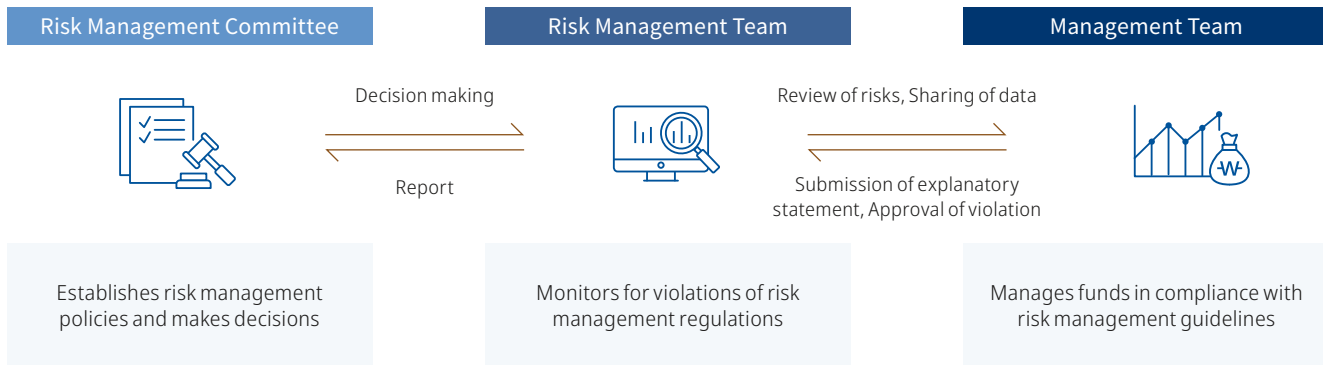 Risk Management Committee
Risk Management Team
Management Team
Decision making
Report
Review of risks, Sharing of data
Submission of explanatory
statement, Approval of violation
W
Establishes risk management
policies and makes decisions
Monitors for violations of risk
management regulations
Manages funds in compliance with
risk management guidelines